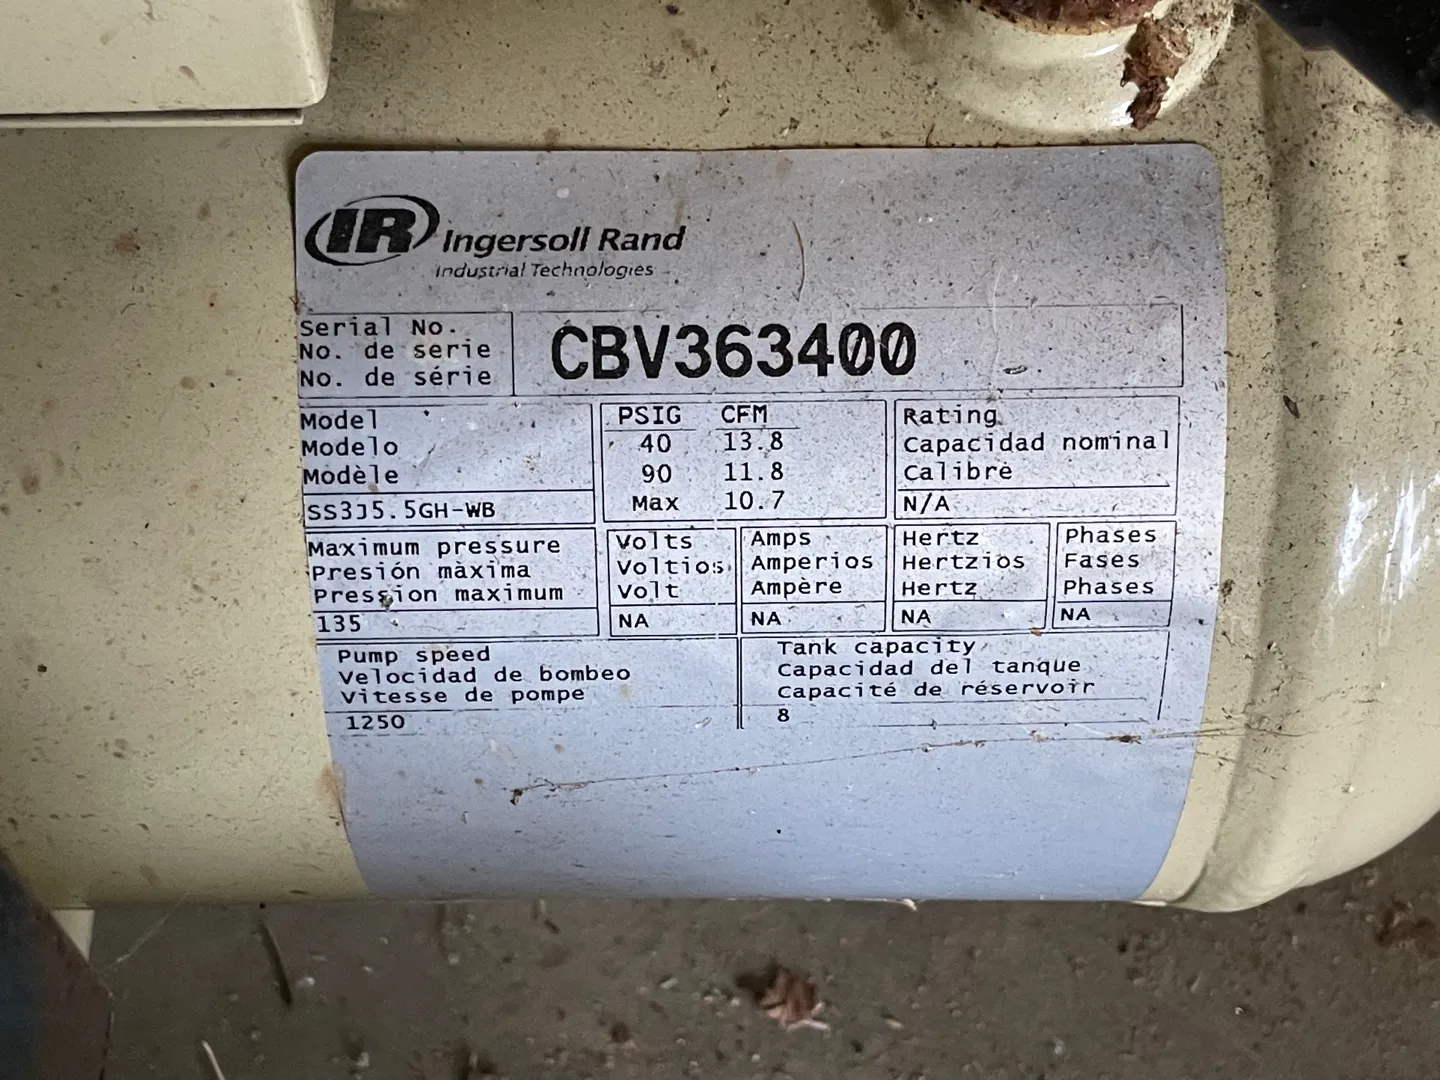 IR Ingersoll Rand
Industrial Technologies
Serial No.
No. de serie
No. de série
CBV363400
Model
Modelo
Modèle
SS3J5.5GH-WB
PSIG CFM
40 13.8
90 11.8
Max 10.7
Rating
Capacidad nominal
Calibre
N/A
Maximum pressure
Presión màxima
Pression maximum
135
Volts
Voltios
Volt
NA
Amps
Amperios
Ampère
NA
Hertz
Hertzios
Hertz
NA
Phases
Fases
Phases
NA
Pump speed
Velocidad de bombeo
Vitesse de pompe
1250
Tank capacity
Capacidad del tanque
Capacité de réservoir
8